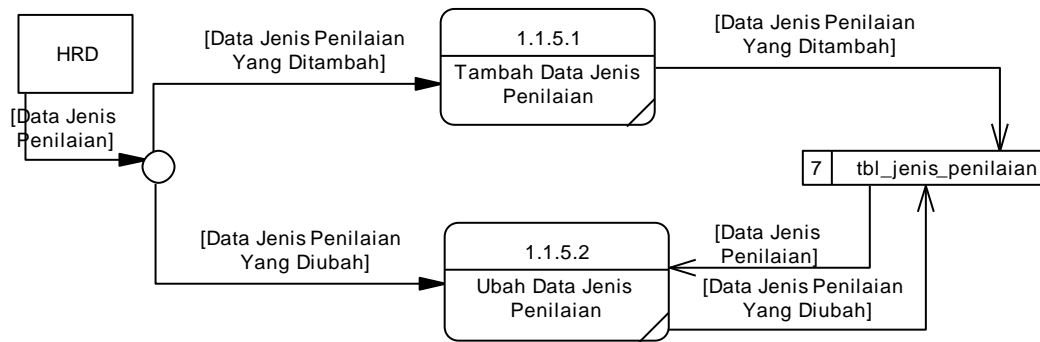 HRD
[Data Jenis
Penilaian]
[Data Jenis Penilaian
Yang Ditambah]
1.1.5.1
Tambah Data Jenis
Penilaian
[Data Jenis Penilaian
Yang Ditambah]
7 tbl_jenis_penilaian
[Data Jenis Penilaian
Yang Diubah]
1.1.5.2
Ubah Data Jenis
Penilaian
[Data Jenis
Penilaian]
[Data Jenis Penilaian
Yang Diubah]